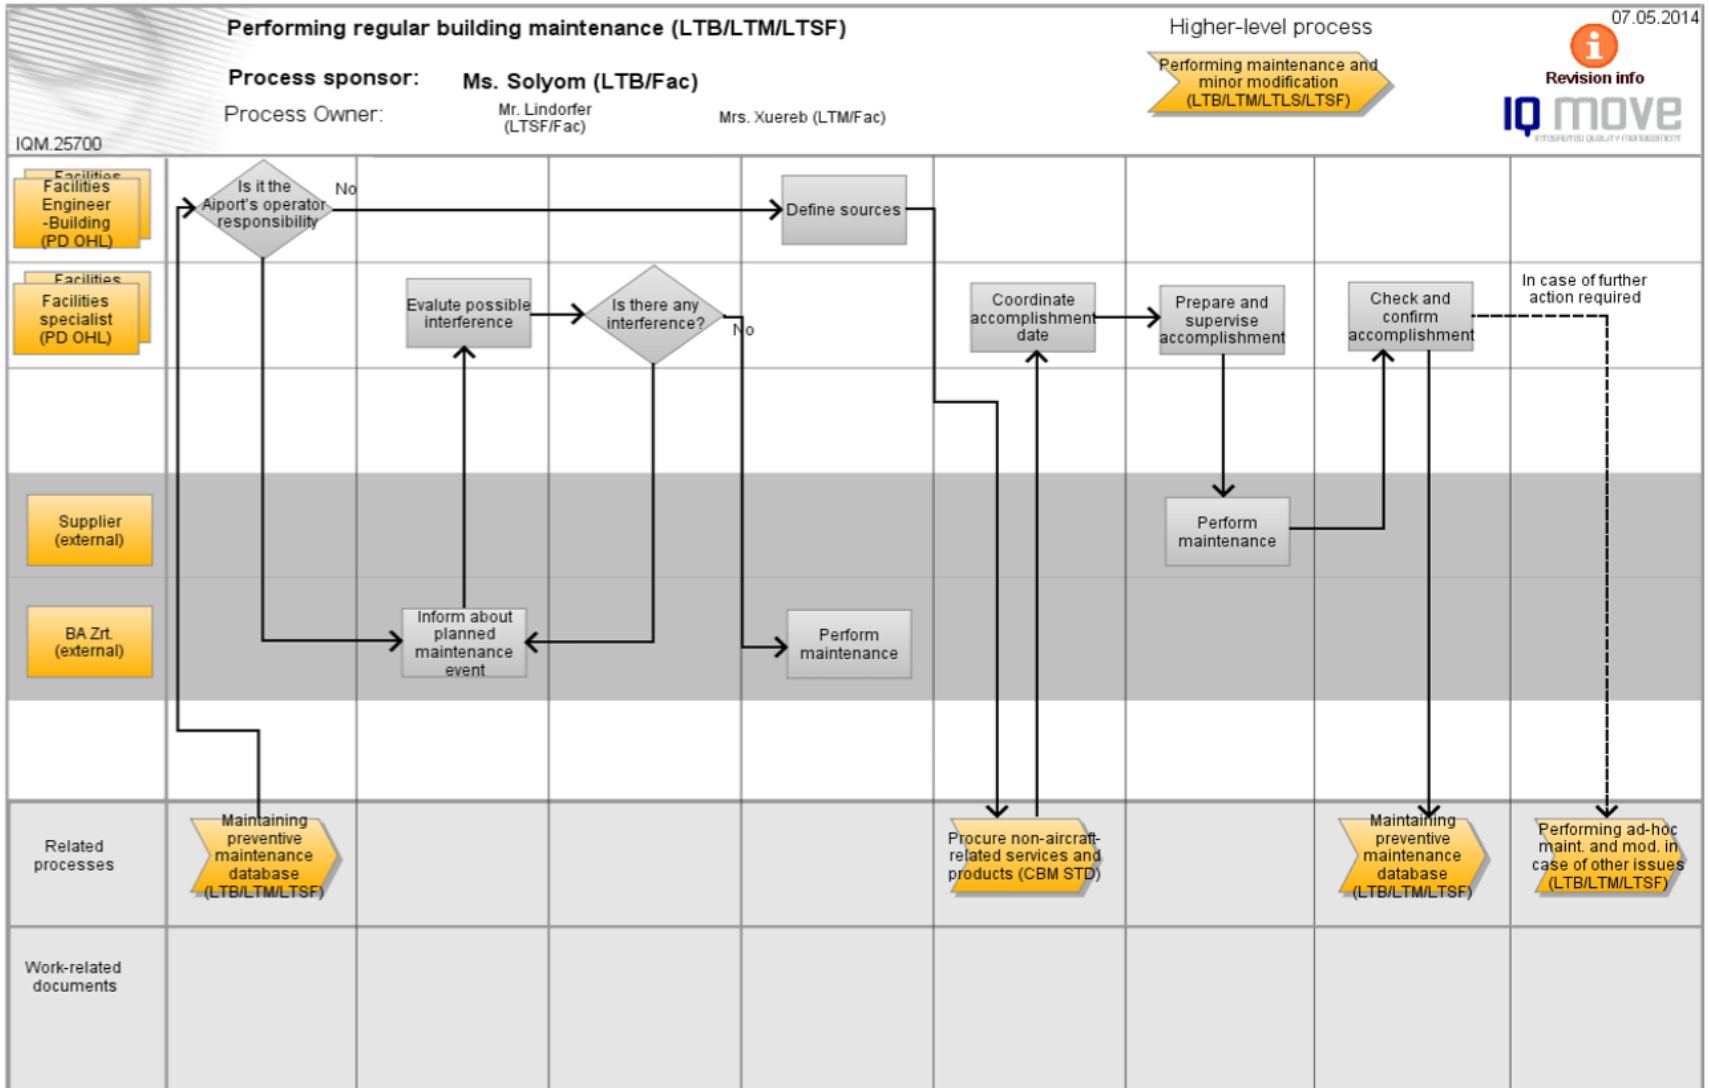 Performing regular building maintenance (LTB/LTM/LTSF)
Higher-level process
07.05.2014
Process sponsor:
Ms. Solyom (LTB/Fac)
Process Owner:
Mr. Lindorfer
(LTSF/Fac)
Mrs. Xuereb (LTM/Fac)
Performing maintenance and
minor modification
(LTB/LTM/LTLS/LTSF)
i
Revision info
IQ move
INTEGRATED QUALITY MANAGEMENT
IQM.25700
Facilities
Facilities
Engineer
-Building
(PD OHL)
Is it the
Aiport's operator
responsibility
No
Define sources
Facilities
Facilities
specialist
(PD OHL)
Evalute possible
interference
Is there any
interference?
No
Coordinate
accomplishment
date
Prepare and
supervise
accomplishment
Check and
confirm
accomplishment
In case of further
action required
Supplier
(external)
Perform
maintenance
BA Zrt.
(external)
Inform about
planned
maintenance
event
Perform
maintenance
Related
processes
Maintaining
preventive
maintenance
database
(LTB/LTM/LTSF)
Procure non-aircraft-
related services and
products (CBM STD)
Maintaining
preventive
maintenance
database
(LTB/LTM/LTSF)
Performing ad-hoc
maint. and mod. in
case of other issues
(LTB/LTM/LTSF)
Work-related
documents